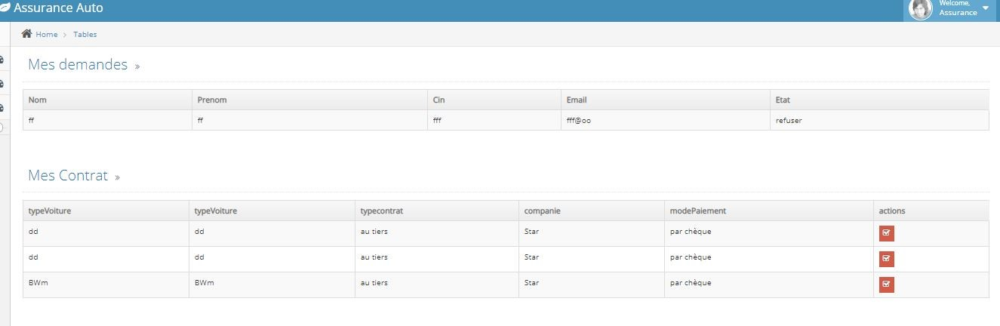 Assurance Auto
Welcome,
Assurance
Home > Tables
Mes demandes »
Nom Prenom Cin Email Etat
ff ff fff fff@oo refuser
Mes Contrat »
typeVoiture typeVoiture typecontrat companie modePaiement actions
dd dd au tiers Star par chèque
dd dd au tiers Star par chèque
BWm BWm au tiers Star par chèque